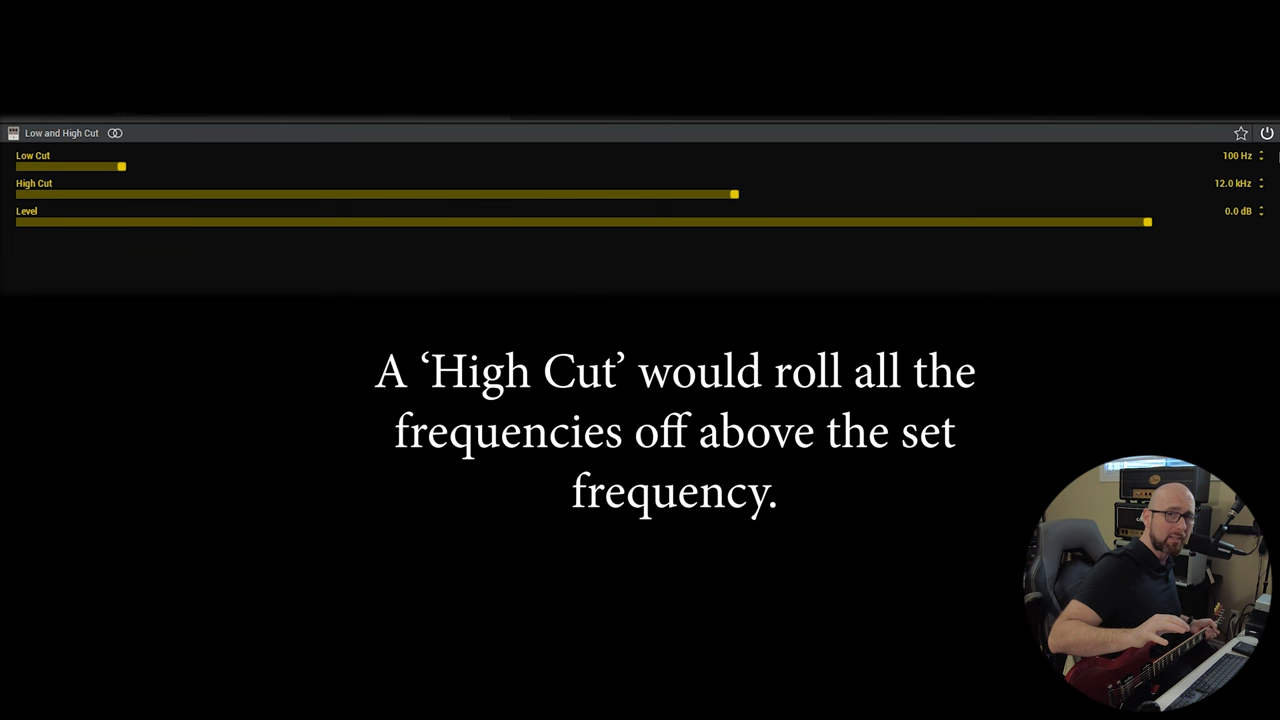 Low and High Cut
Low Cut
100 Hz
High Cut
12.0 kHz
Level
0.0 dB
A ‘High Cut’ would roll all the
frequencies off above the set
frequency.